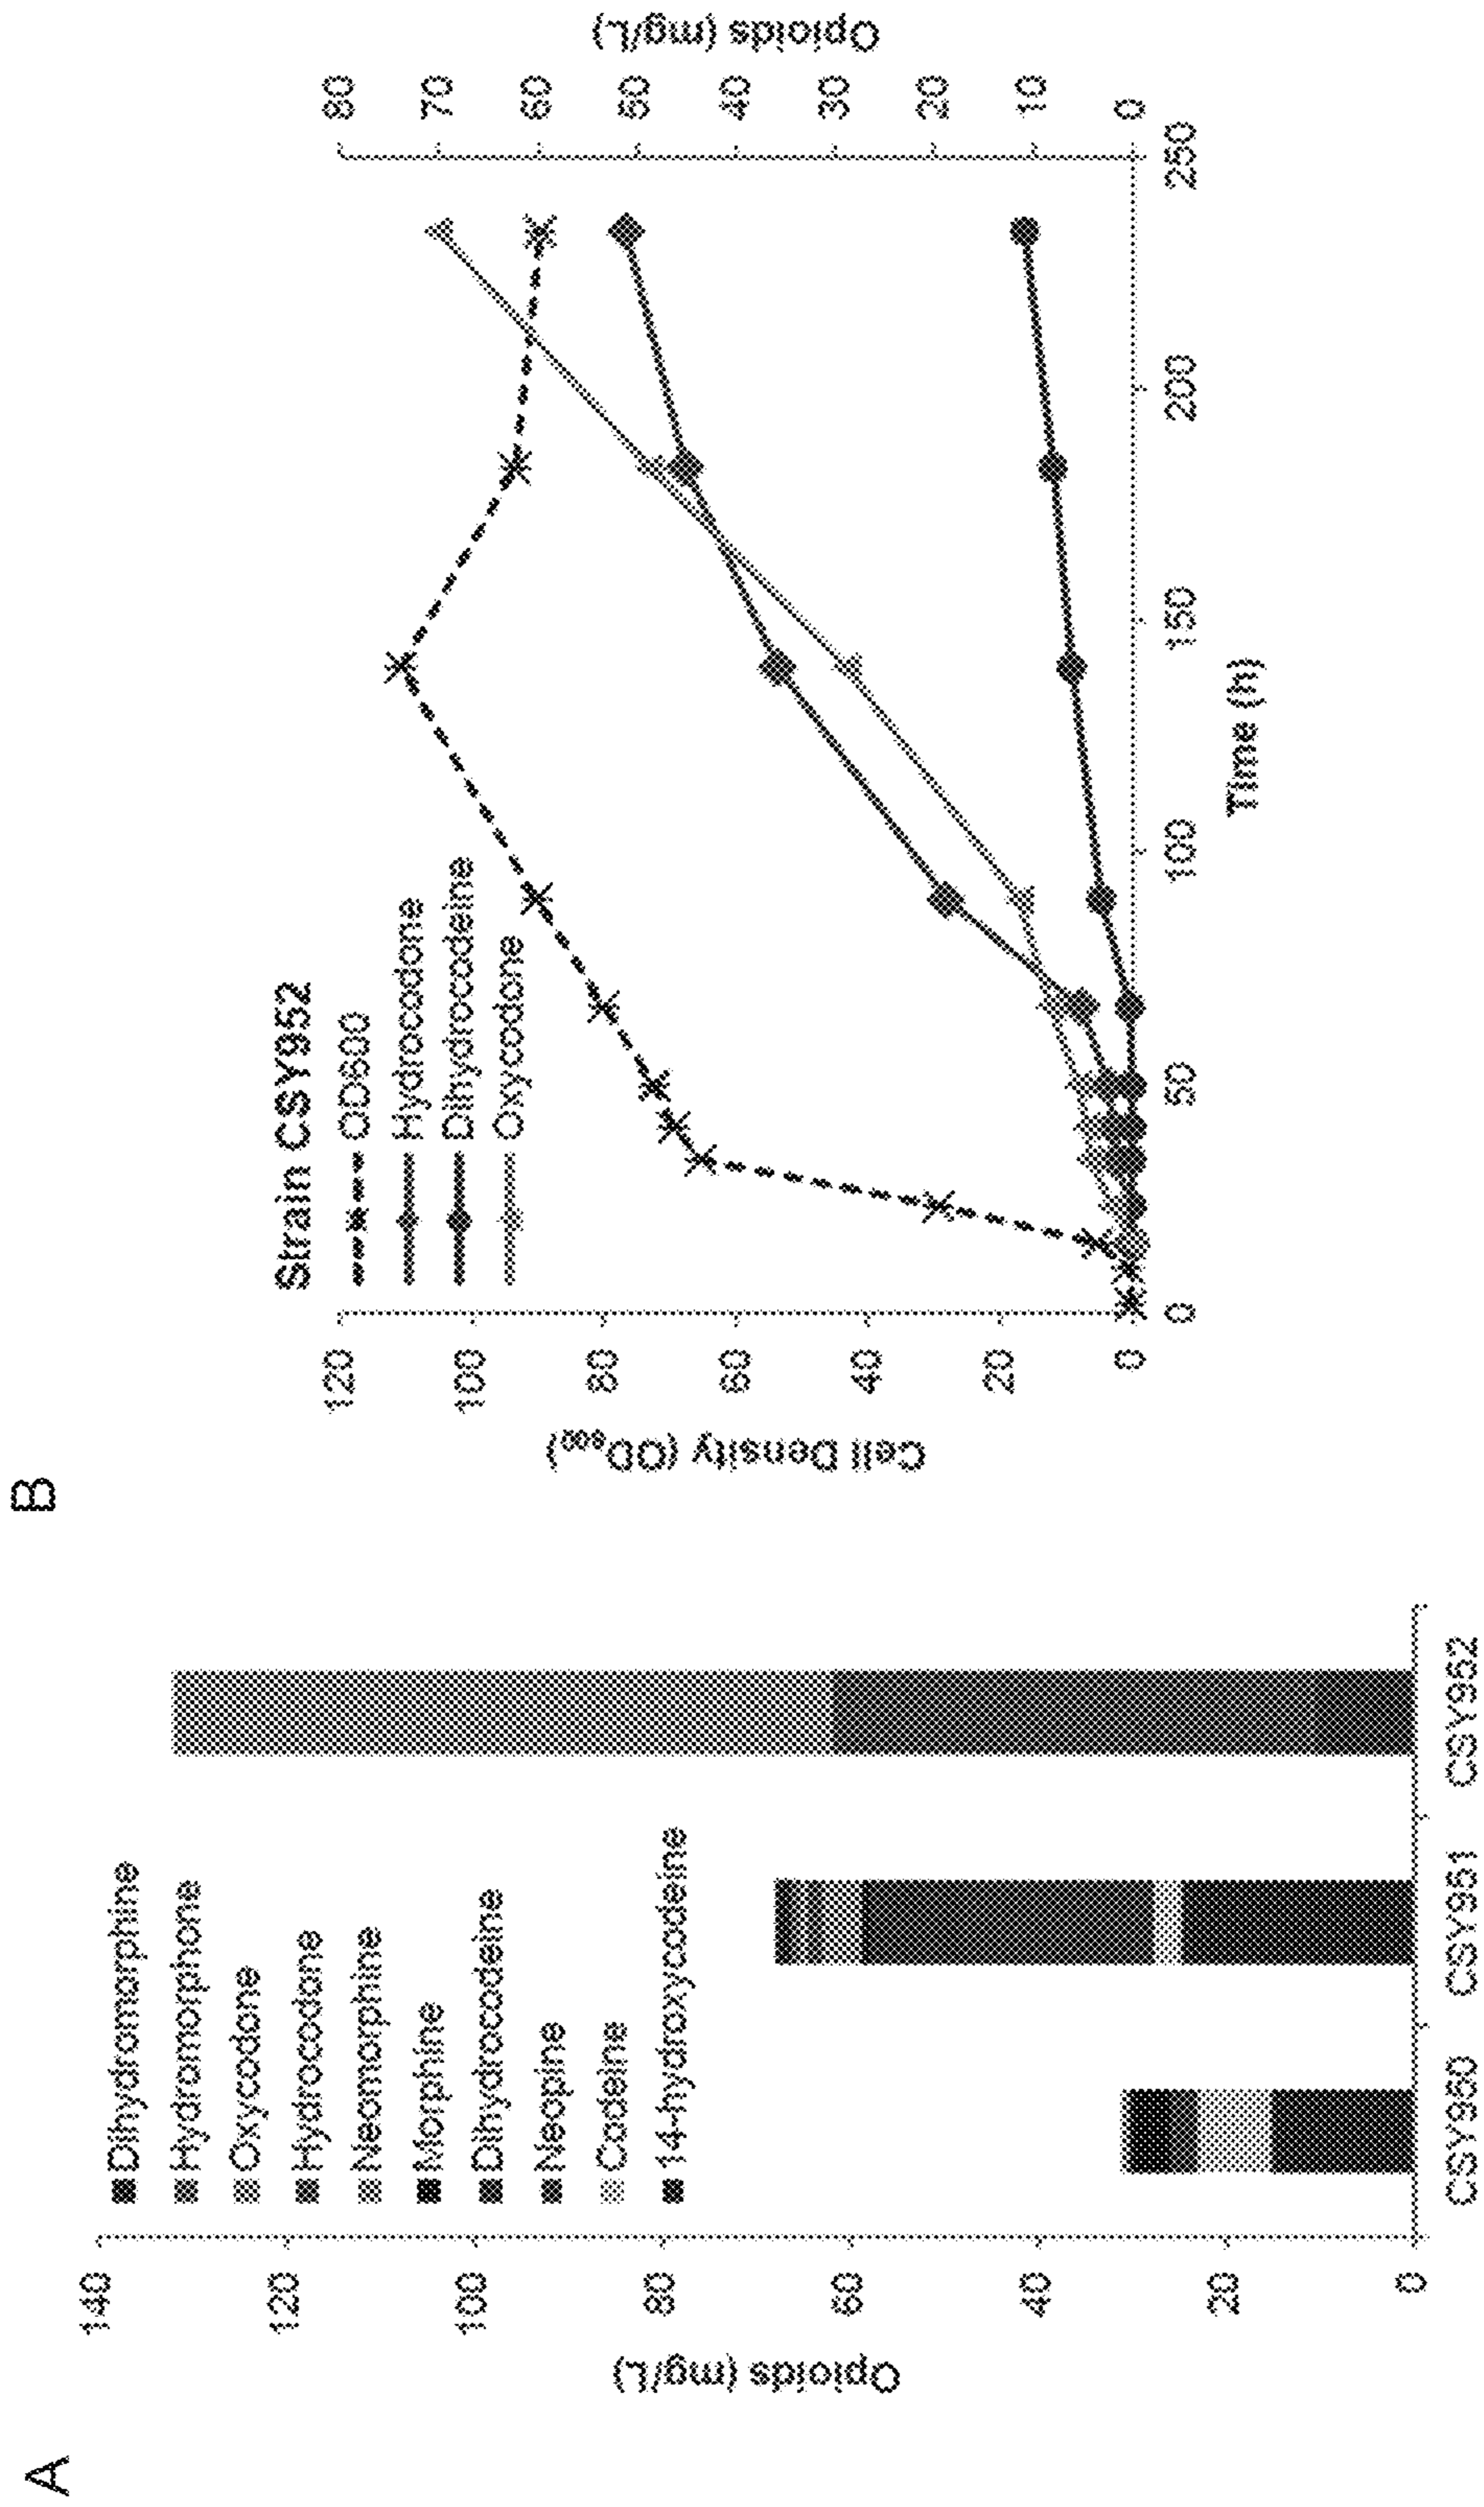 A
Opioids (mg/L)
140
120
100
80
60
40
20
0
Dihydromorphine
Hydromorphone
Oxycodone
Hydrocodone
Neomorphine
Morphine
Dihydrocodeine
Neopine
Codeine
14-hydroxycodeine
CSY950 CSY951 CSY952
B
Strain CSY952
OD600
Hydrocodone
Dihydrocodeine
Oxycodone
Cell Density (OD600)
120
100
80
60
40
20
0
Opioids (mg/L)
80
70
60
50
40
30
20
10
0
0 50 100 150 200 250
Time (h)